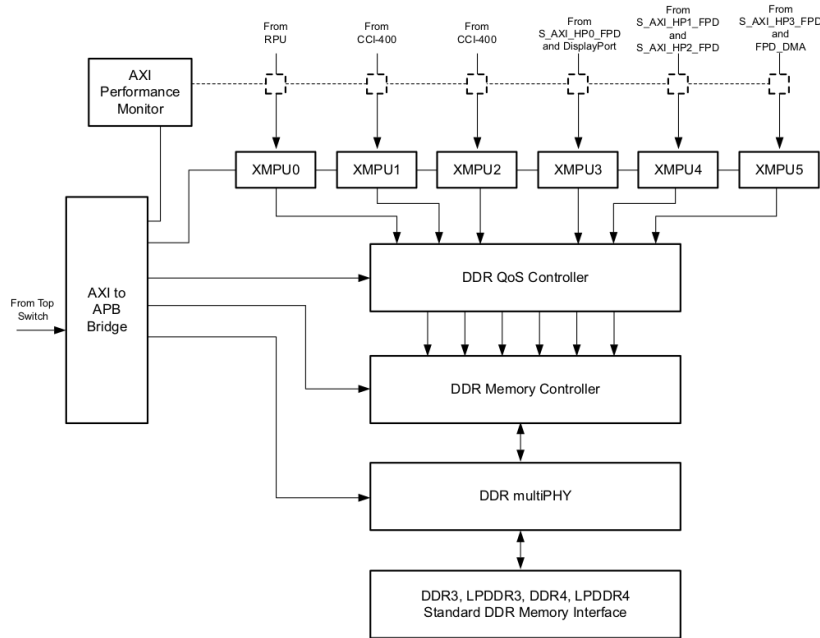 From
RPU
From
CCI-400
From
CCI-400
From
S_AXI_HP0_FPD
and DisplayPort
From
S_AXI_HP1_FPD
and
S_AXI_HP2_FPD
From
S_AXI_HP3_FPD
and
FPD_DMA
AXI
Performance
Monitor
XMPU0
XMPU1
XMPU2
XMPU3
XMPU4
XMPU5
From Top
Switch
AXI to
APB
Bridge
DDR QoS Controller
DDR Memory Controller
DDR multiPHY
DDR3, LPDDR3, DDR4, LPDDR4
Standard DDR Memory Interface